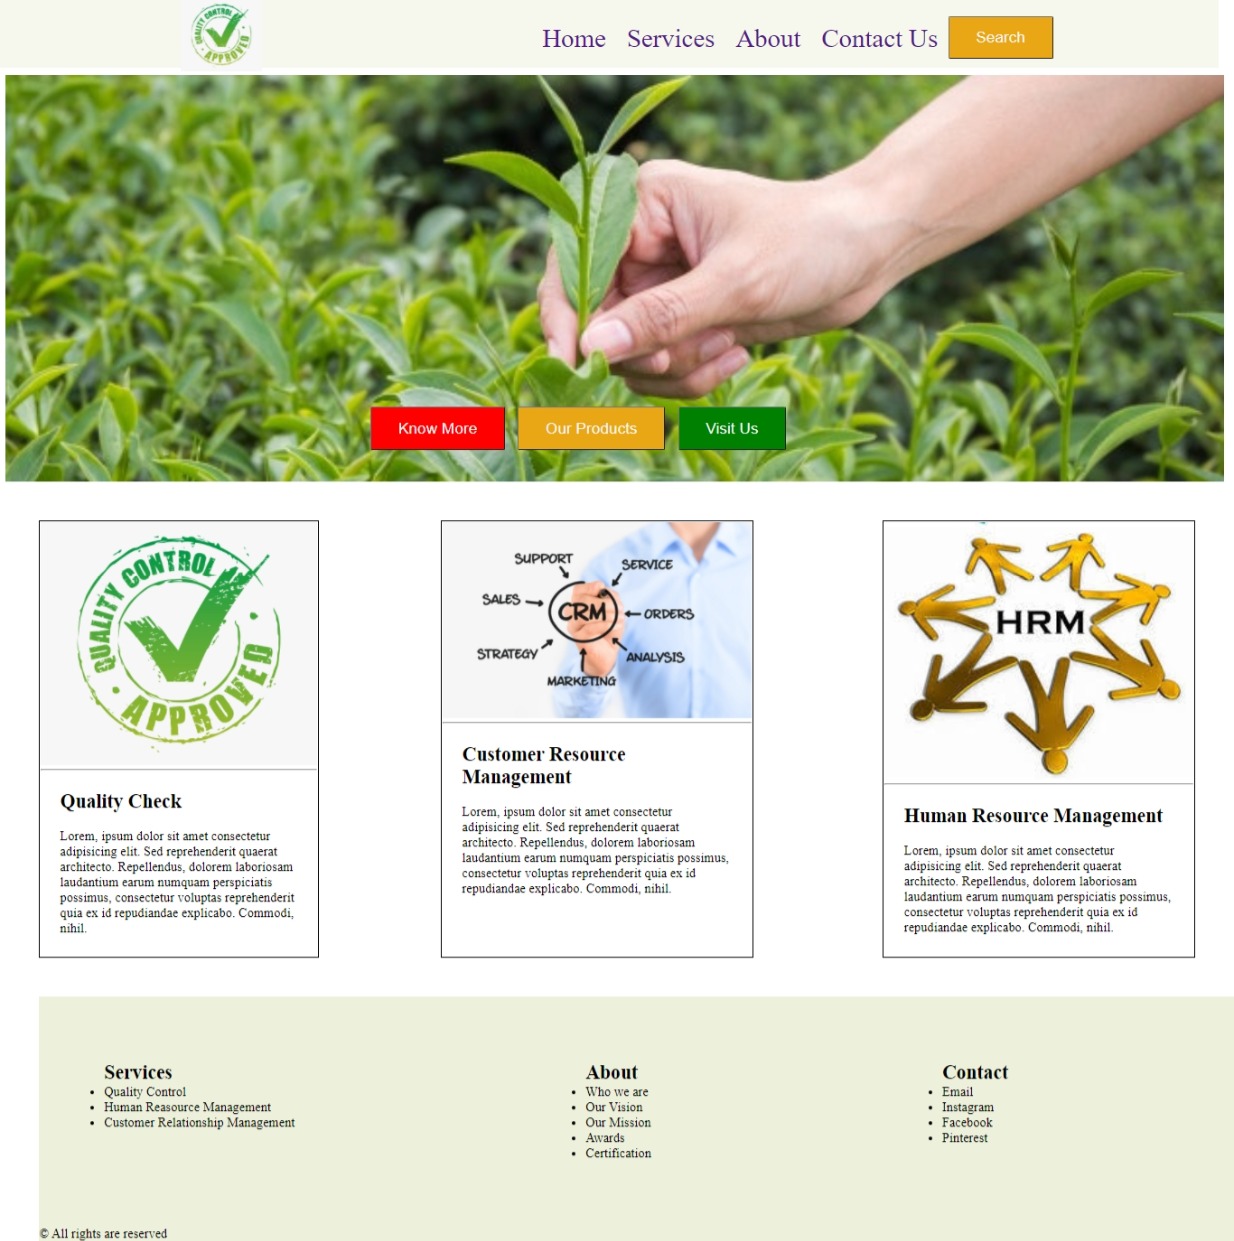 QUALITY CONTROL
APPROVED
Home Services About Contact Us Search
Know More Our Products Visit Us
QUALITY CONTROL
APPROVED
Quality Check
Lorem, ipsum dolor sit amet consectetur
adipisicing elit. Sed reprehenderit quaerat
architecto. Repellendus, dolorem laboriosam
laudantium earum numquam perspiciatis
possimus, consectetur voluptas reprehenderit
quia ex id repudiandae explicabo. Commodi,
nihil.
SUPPORT
SERVICE
SALES
CRM
ORDERS
STRATEGY
ANALYSIS
MARKETING
Customer Resource
Management
Lorem, ipsum dolor sit amet consectetur
adipisicing elit. Sed reprehenderit quaerat
architecto. Repellendus, dolorem laboriosam
laudantium earum numquam perspiciatis possimus,
consectetur voluptas reprehenderit quia ex id
repudiandae explicabo. Commodi, nihil.
HRM
Human Resource Management
Lorem, ipsum dolor sit amet consectetur
adipisicing elit. Sed reprehenderit quaerat
architecto. Repellendus, dolorem laboriosam
laudantium earum numquam perspiciatis possimus,
consectetur voluptas reprehenderit quia ex id
repudiandae explicabo. Commodi, nihil.
Services
• Quality Control
• Human Reasource Management
• Customer Relationship Management
About
• Who we are
• Our Vision
• Our Mission
• Awards
• Certification
Contact
• Email
• Instagram
• Facebook
• Pinterest
© All rights are reserved